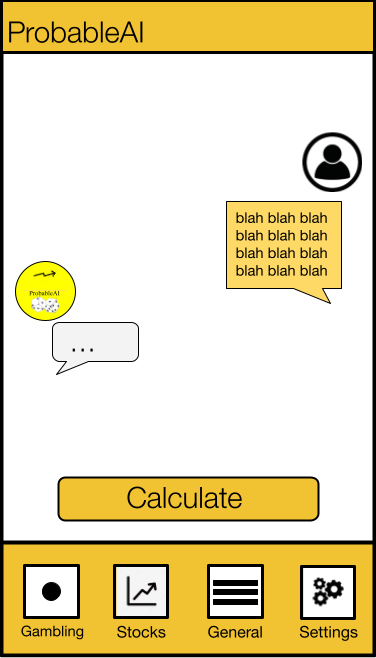 ProbableAI
blah blah blah
blah blah blah
blah blah blah
blah blah blah
ProbableAI
...
Calculate
Gambling
Stocks
General
Settings